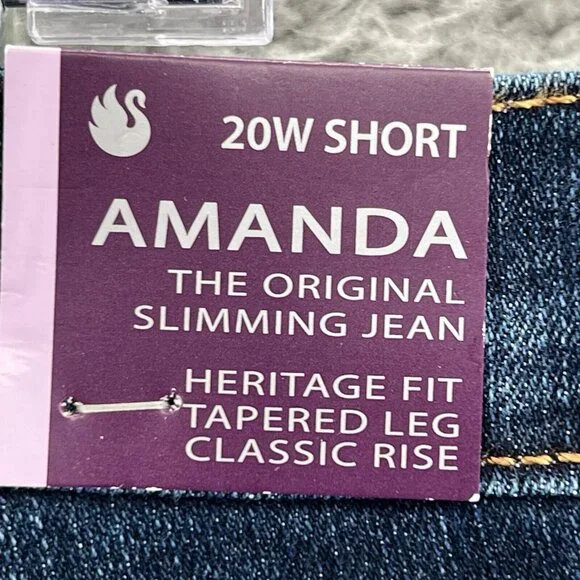 20W SHORT
AMANDA
THE ORIGINAL
SLIMMING JEAN
HERITAGE FIT
TAPERED LEG
CLASSIC RISE